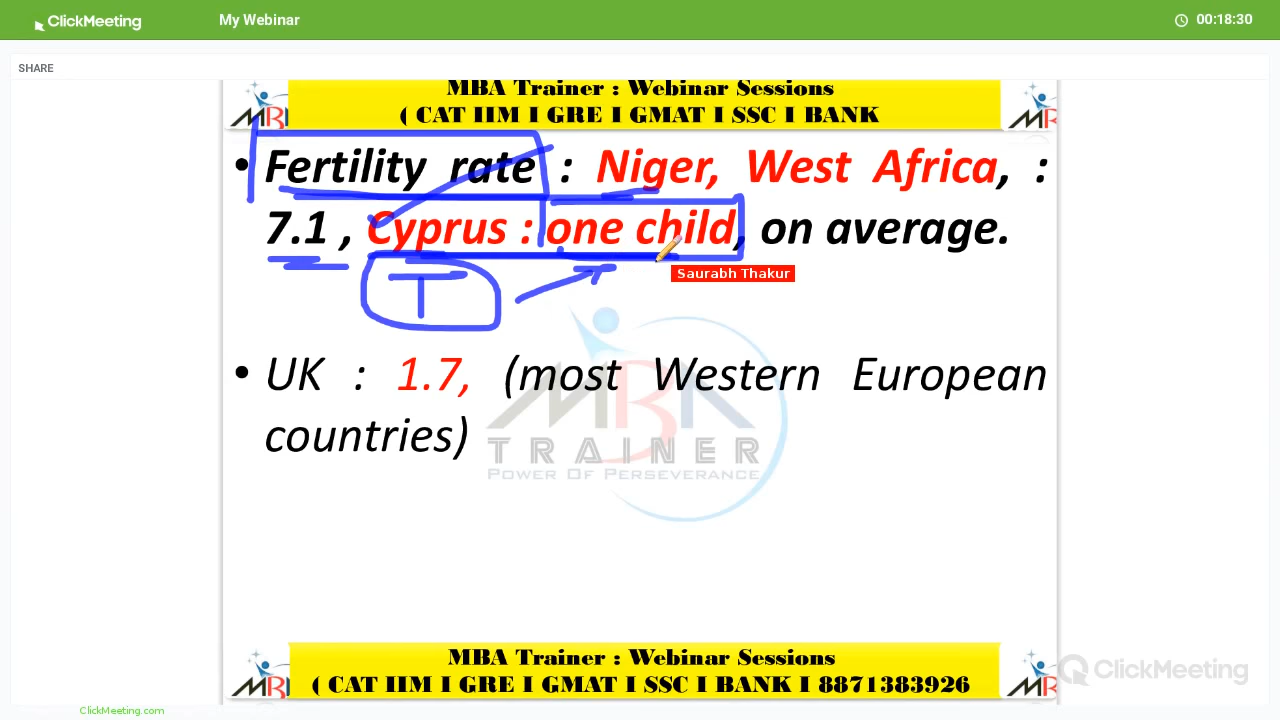 ClickMeeting My Webinar 00:18:30
SHARE
MBA Trainer : Webinar Sessions
( CAT IIM I GRE I GMAT I SSC I BANK
• Fertility rate : Niger, West Africa, :
7.1 , Cyprus : one child, on average.
Saurabh Thakur
T
• UK : 1.7, (most Western European
countries)
MBK
TRAINER
POWER OF PERSEVERANCE
MBA Trainer : Webinar Sessions
( CAT IIM I GRE I GMAT I SSC I BANK I 8871383926
ClickMeeting
ClickMeeting.com